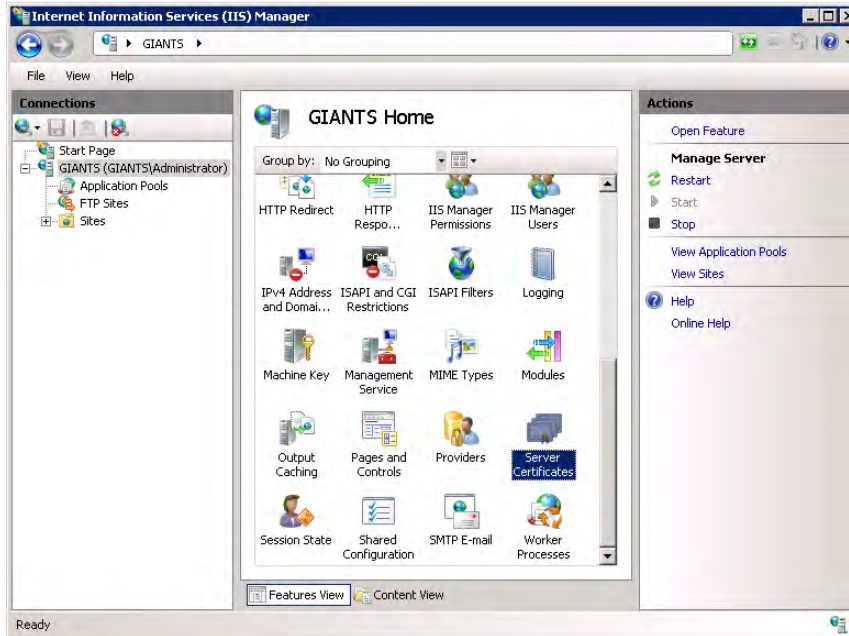 Internet Information Services (IIS) Manager
GIANTS
File View Help
Connections
Start Page
GIANTS (GIANTS\Administrator)
Application Pools
FTP Sites
Sites
GIANTS Home
Group by: No Grouping
HTTP Redirect
HTTP
Respo...
IIS Manager
Permissions
IIS Manager
Users
IPv4 Address
and Domai...
ISAPI and CGI
Restrictions
ISAPI Filters
Logging
Machine Key
Management
Service
MIME Types
Modules
Output
Caching
Pages and
Controls
Providers
Server
Certificates
Session State
Shared
Configuration
SMTP E-mail
Worker
Processes
Features View
Content View
Actions
Open Feature
Manage Server
Restart
Start
Stop
View Application Pools
View Sites
Help
Online Help
Ready